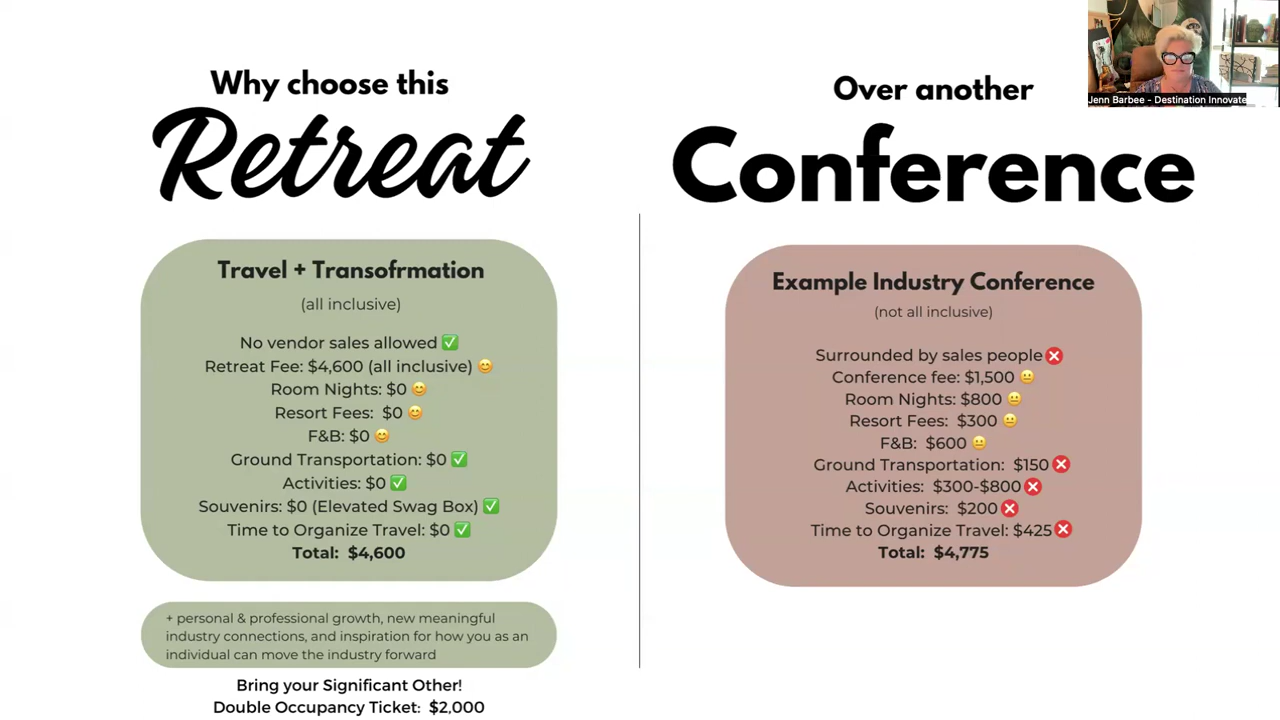 Why choose this
Retreat
Travel + Transofrmation
(all inclusive)
No vendor sales allowed ✅
Retreat Fee: $4,600 (all inclusive) 😊
Room Nights: $0 😊
Resort Fees: $0 😊
F&B: $0 😊
Ground Transportation: $0 ✅
Activities: $0 ✅
Souvenirs: $0 (Elevated Swag Box) ✅
Time to Organize Travel: $0 ✅
Total: $4,600
+ personal & professional growth, new meaningful
industry connections, and inspiration for how you as an
individual can move the industry forward
Bring your Significant Other!
Double Occupancy Ticket: $2,000
Over another
Conference
Example Industry Conference
(not all inclusive)
Surrounded by sales people ❌
Conference fee: $1,500 😐
Room Nights: $800 😐
Resort Fees: $300 😐
F&B: $600 😐
Ground Transportation: $150 ❌
Activities: $300-$800 ❌
Souvenirs: $200 ❌
Time to Organize Travel: $425 ❌
Total: $4,775
Jenn Barbee - Destination Innovate